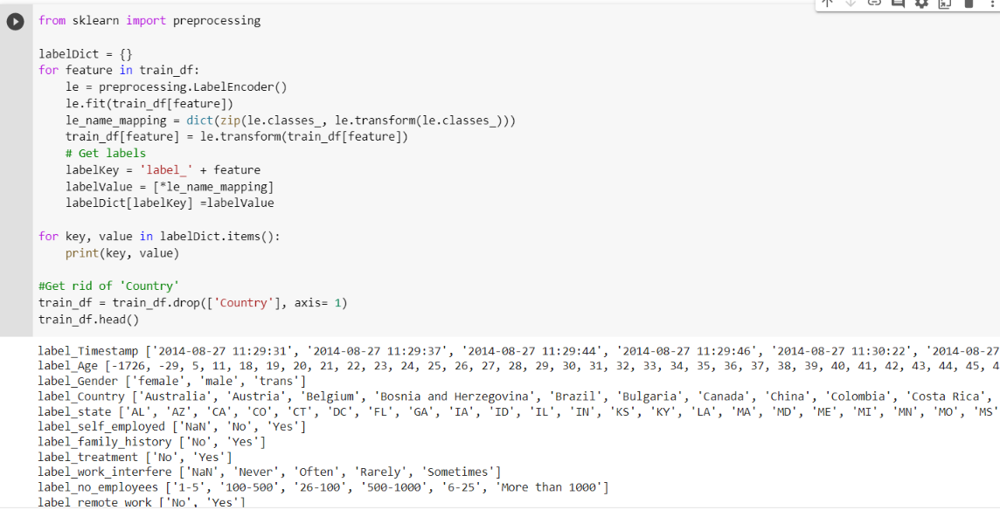 from sklearn import preprocessing
labelDict = {}
for feature in train_df:
    le = preprocessing.LabelEncoder()
    le.fit(train_df[feature])
    le_name_mapping = dict(zip(le.classes_, le.transform(le.classes_)))
    train_df[feature] = le.transform(train_df[feature])
    # Get labels
    labelKey = 'label_' + feature
    labelValue = [*le_name_mapping]
    labelDict[labelKey] =labelValue
for key, value in labelDict.items():
    print(key, value)
#Get rid of 'Country'
train_df = train_df.drop(['Country'], axis= 1)
train_df.head()
label_Timestamp ['2014-08-27 11:29:31', '2014-08-27 11:29:37', '2014-08-27 11:29:44', '2014-08-27 11:29:46', '2014-08-27 11:30:22', '2014-08-27
label_Age [-1726, -29, 5, 11, 18, 19, 20, 21, 22, 23, 24, 25, 26, 27, 28, 29, 30, 31, 32, 33, 34, 35, 36, 37, 38, 39, 40, 41, 42, 43, 44, 45, 4
label_Gender ['female', 'male', 'trans']
label_Country ['Australia', 'Austria', 'Belgium', 'Bosnia and Herzegovina', 'Brazil', 'Bulgaria', 'Canada', 'China', 'Colombia', 'Costa Rica',
label_state ['AL', 'AZ', 'CA', 'CO', 'CT', 'DC', 'FL', 'GA', 'IA', 'ID', 'IL', 'IN', 'KS', 'KY', 'LA', 'MA', 'MD', 'ME', 'MI', 'MN', 'MO', 'MS'
label_self_employed ['NaN', 'No', 'Yes']
label_family_history ['No', 'Yes']
label_treatment ['No', 'Yes']
label_work_interfere ['NaN', 'Never', 'Often', 'Rarely', 'Sometimes']
label_no_employees ['1-5', '100-500', '26-100', '500-1000', '6-25', 'More than 1000']
label_remote_work ['No', 'Yes']